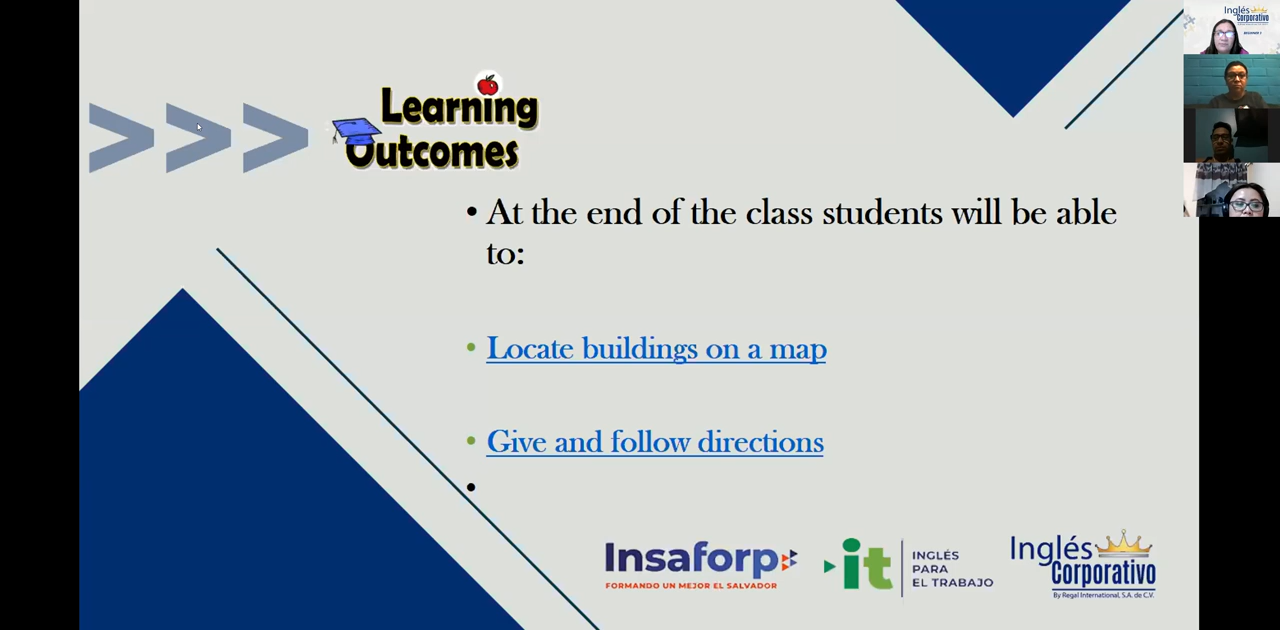 Learning
Outcomes
• At the end of the class students will be able
to:
• Locate buildings on a map
• Give and follow directions
•
Insaforp
FORMANDO UN MEJOR EL SALVADOR
it
INGLÉS
PARA
EL TRABAJO
Inglés
Corporativo
By Regal International, S.A. de C.V.
Inglés
Corporativo
BEGINNER 2